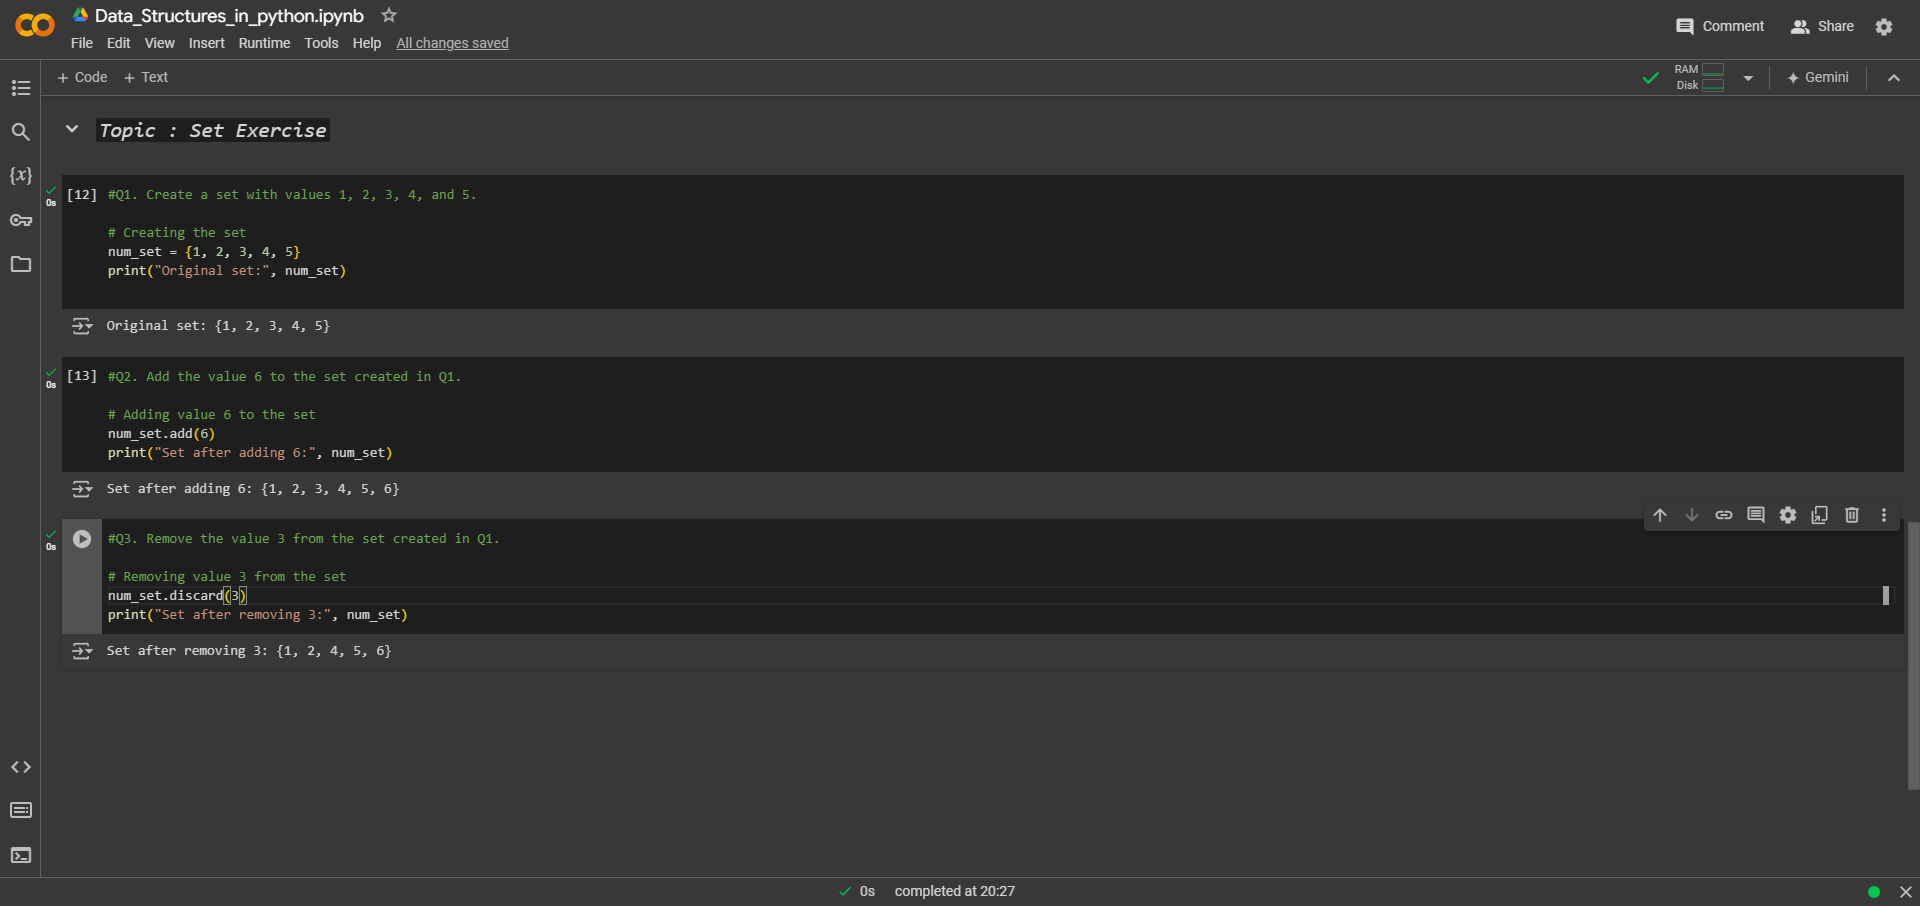 Data_Structures_in_python.ipynb
File Edit View Insert Runtime Tools Help All changes saved
Comment Share
+ Code + Text
RAM
Disk
Gemini
Topic : Set Exercise
0s
[12] #Q1. Create a set with values 1, 2, 3, 4, and 5.
# Creating the set
num_set = {1, 2, 3, 4, 5}
print("Original set:", num_set)
Original set: {1, 2, 3, 4, 5}
0s
[13] #Q2. Add the value 6 to the set created in Q1.
# Adding value 6 to the set
num_set.add(6)
print("Set after adding 6:", num_set)
Set after adding 6: {1, 2, 3, 4, 5, 6}
0s
#Q3. Remove the value 3 from the set created in Q1.
# Removing value 3 from the set
num_set.discard(3)
print("Set after removing 3:", num_set)
Set after removing 3: {1, 2, 4, 5, 6}
0s completed at 20:27